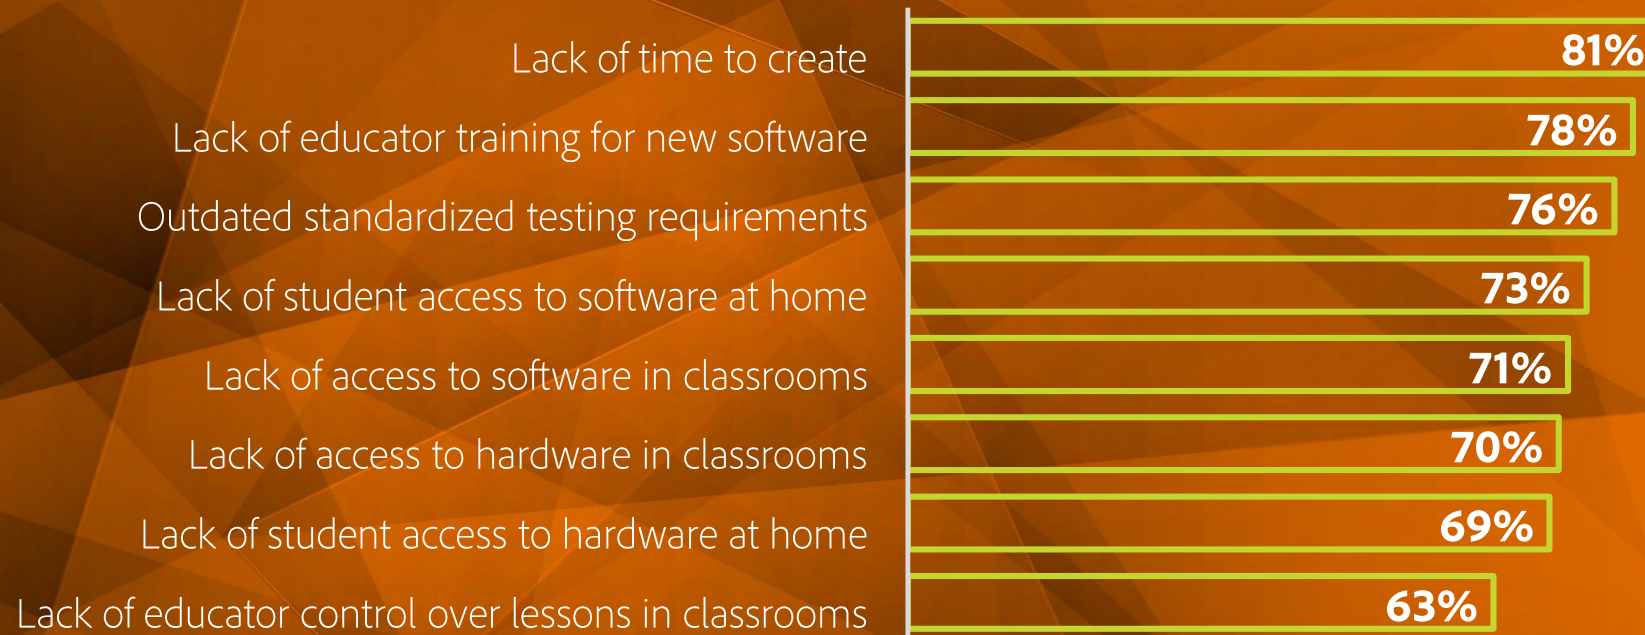 Lack of time to create 81%
Lack of educator training for new software 78%
Outdated standardized testing requirements 76%
Lack of student access to software at home 73%
Lack of access to software in classrooms 71%
Lack of access to hardware in classrooms 70%
Lack of student access to hardware at home 69%
Lack of educator control over lessons in classrooms 63%